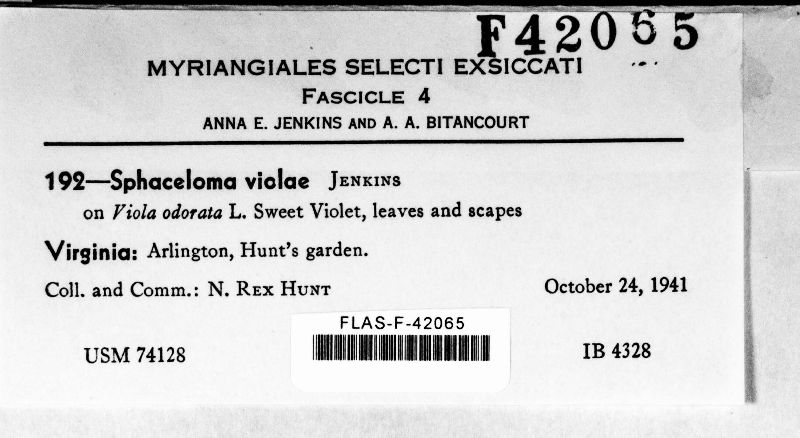 F42065
MYRIANGIALES SELECTI EXSICCATI
FASCICLE 4
ANNA E. JENKINS AND A. A. BITANCOURT
192—Sphaceloma violae JENKINS
on Viola odorata L. Sweet Violet, leaves and scapes
Virginia: Arlington, Hunt's garden.
Coll. and Comm.: N. REX HUNT October 24, 1941
FLAS-F-42065
USM 74128 IB 4328